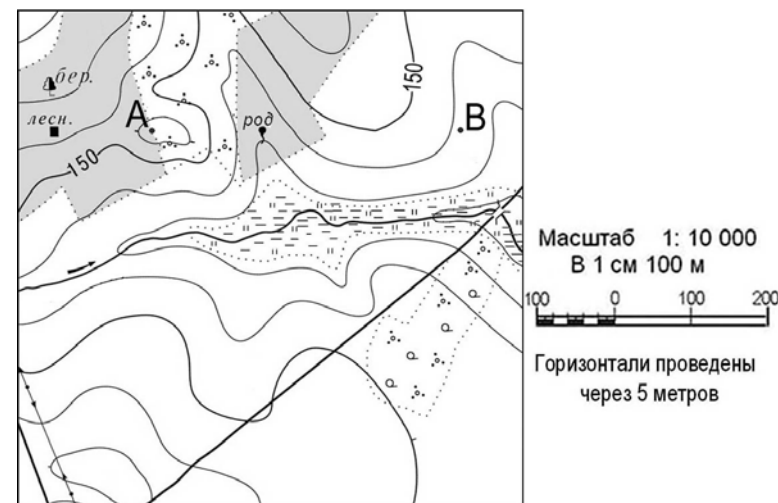 бер.
лесн.
А
род
В
150
150
Масштаб 1: 10 000
В 1 см 100 м
100 0 100 200
Горизонтали проведены
через 5 метров